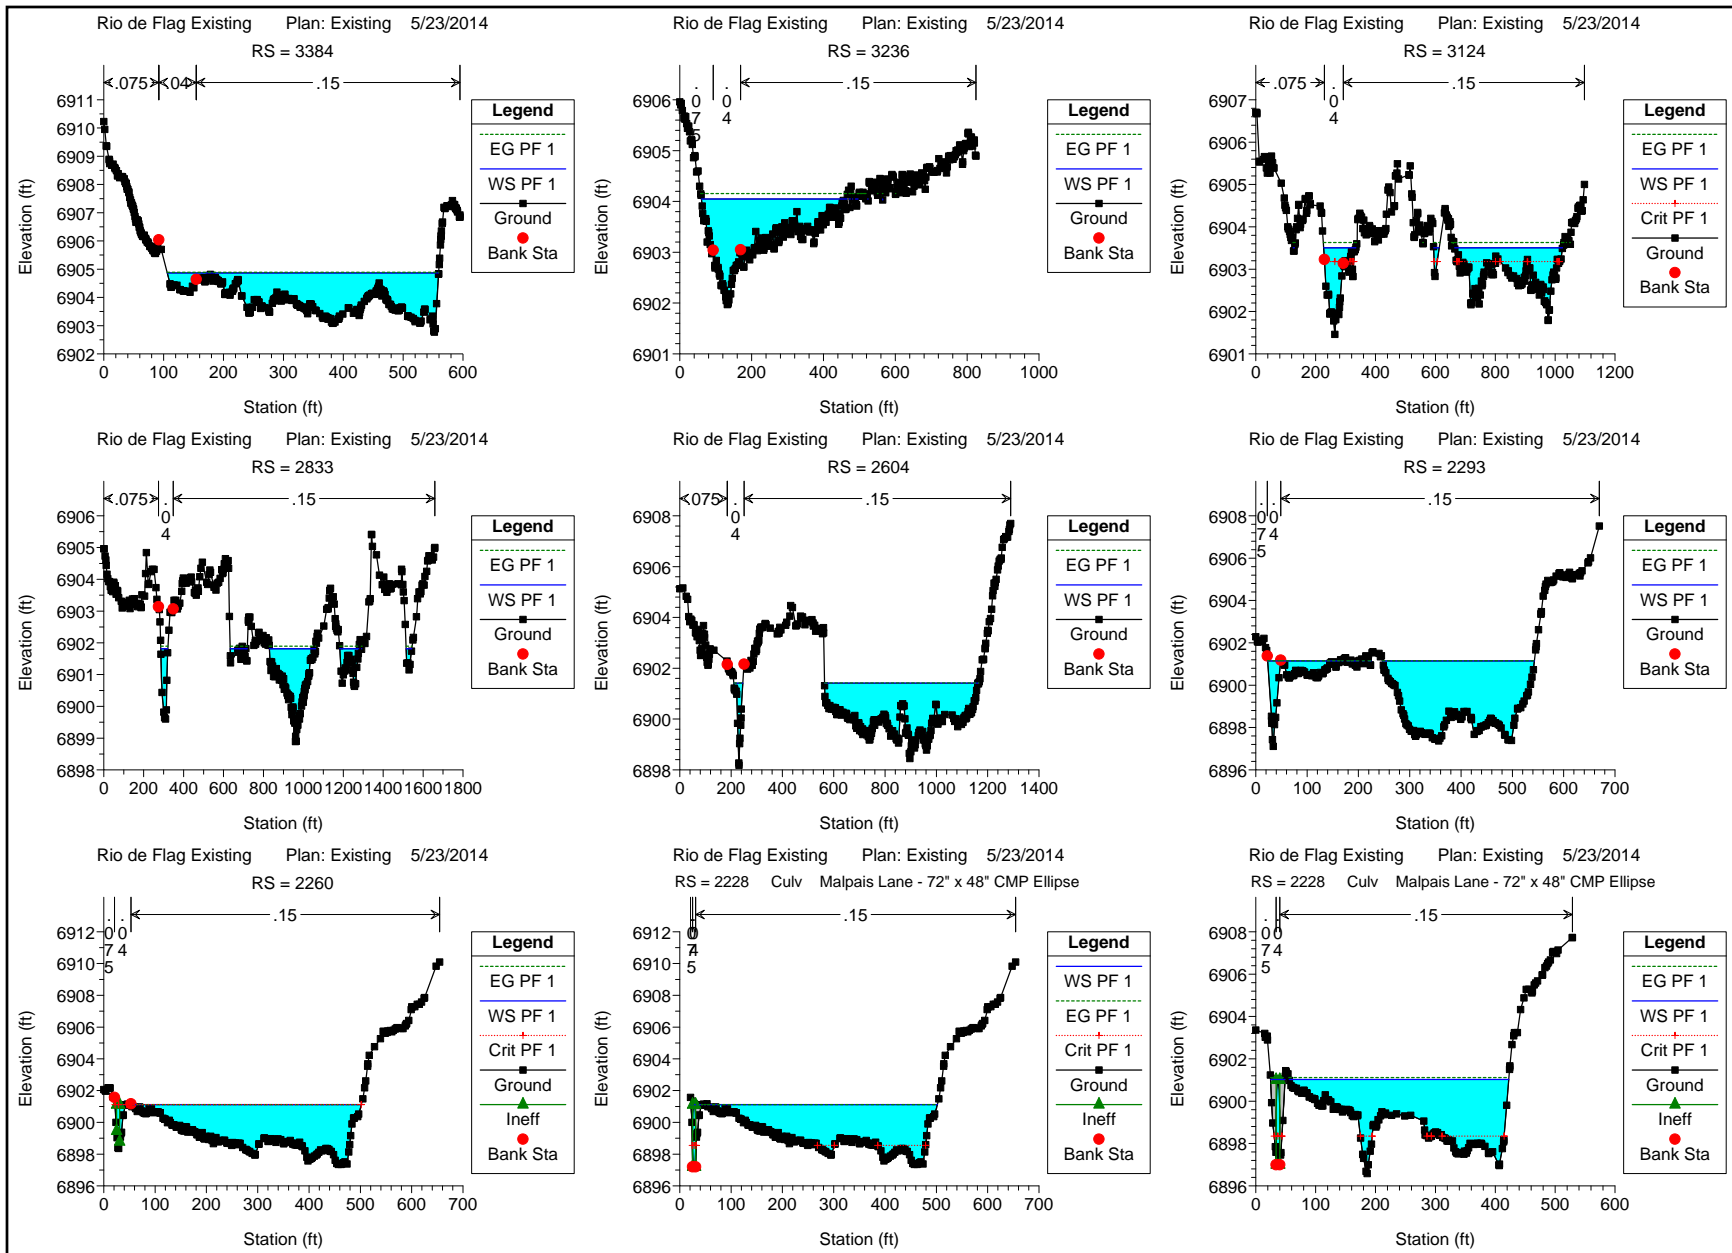 Rio de Flag Existing Plan: Existing 5/23/2014
RS = 3384
.075 .04 .15
Elevation (ft)
6911
6910
6909
6908
6907
6906
6905
6904
6903
6902
0 100 200 300 400 500 600
Station (ft)
Legend
EG PF 1
WS PF 1
Ground
Bank Sta
Rio de Flag Existing Plan: Existing 5/23/2014
RS = 3236
.075 .04 .15
Elevation (ft)
6906
6905
6904
6903
6902
6901
0 200 400 600 800 1000
Station (ft)
Legend
EG PF 1
WS PF 1
Ground
Bank Sta
Rio de Flag Existing Plan: Existing 5/23/2014
RS = 3124
.075 .04 .15
Elevation (ft)
6907
6906
6905
6904
6903
6902
6901
0 200 400 600 800 1000 1200
Station (ft)
Legend
EG PF 1
WS PF 1
Crit PF 1
Ground
Bank Sta
Rio de Flag Existing Plan: Existing 5/23/2014
RS = 2833
.075 .04 .15
Elevation (ft)
6906
6905
6904
6903
6902
6901
6900
6899
6898
0 200 400 600 800 1000 1200 1400 1600 1800
Station (ft)
Legend
EG PF 1
WS PF 1
Ground
Bank Sta
Rio de Flag Existing Plan: Existing 5/23/2014
RS = 2604
.075 .04 .15
Elevation (ft)
6908
6906
6904
6902
6900
6898
0 200 400 600 800 1000 1200 1400
Station (ft)
Legend
EG PF 1
WS PF 1
Ground
Bank Sta
Rio de Flag Existing Plan: Existing 5/23/2014
RS = 2293
.075 .04 .15
Elevation (ft)
6908
6906
6904
6902
6900
6898
6896
0 100 200 300 400 500 600 700
Station (ft)
Legend
EG PF 1
WS PF 1
Ground
Bank Sta
Rio de Flag Existing Plan: Existing 5/23/2014
RS = 2260
.075 .04 .15
Elevation (ft)
6912
6910
6908
6906
6904
6902
6900
6898
6896
0 100 200 300 400 500 600 700
Station (ft)
Legend
EG PF 1
WS PF 1
Crit PF 1
Ground
Ineff
Bank Sta
Rio de Flag Existing Plan: Existing 5/23/2014
RS = 2228 Culv Malpais Lane - 72" x 48" CMP Ellipse
.15
Elevation (ft)
6912
6910
6908
6906
6904
6902
6900
6898
6896
0 100 200 300 400 500 600 700
Station (ft)
Legend
WS PF 1
EG PF 1
Crit PF 1
Ground
Ineff
Bank Sta
Rio de Flag Existing Plan: Existing 5/23/2014
RS = 2228 Culv Malpais Lane - 72" x 48" CMP Ellipse
.075 .04 .15
Elevation (ft)
6908
6906
6904
6902
6900
6898
6896
0 100 200 300 400 500 600
Station (ft)
Legend
EG PF 1
WS PF 1
Crit PF 1
Ground
Ineff
Bank Sta